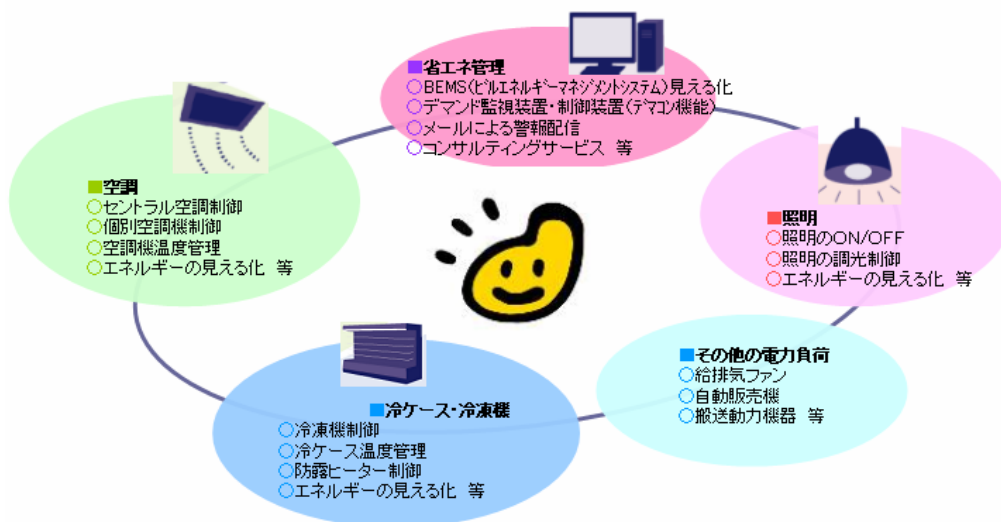 ■省エネ管理
○BEMS(ﾋﾞﾙｴﾈﾙｷﾞｰﾏﾈｼﾞﾒﾝﾄｼｽﾃﾑ)見える化
○デマンド監視装置・制御装置(デマコン機能)
○メールによる警報配信
○コンサルティングサービス 等
■空調
○セントラル空調制御
○個別空調機制御
○空調機温度管理
○エネルギーの見える化 等
■照明
○照明のON/OFF
○照明の調光制御
○エネルギーの見える化 等
■冷ケース・冷凍機
○冷凍機制御
○冷ケース温度管理
○防露ヒーター制御
○エネルギーの見える化 等
■その他の電力負荷
○給排気ファン
○自動販売機
○搬送動力機器 等